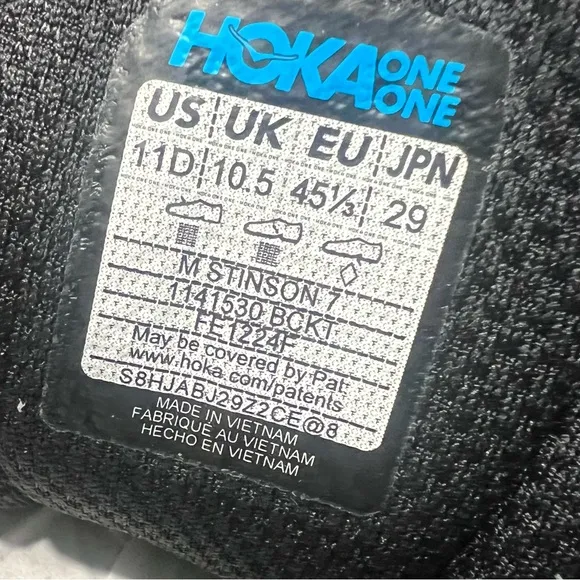 HOKA ONE ONE
US UK EU JPN
11D 10.5 45⅓ 29
M STINSON 7
1141530 BCKT
FE1224F
May be covered by Pat.
www.hoka.com/patents
S8HJABJ29Z2CE@8
MADE IN VIETNAM
FABRIQUÉ AU VIETNAM
HECHO EN VIETNAM